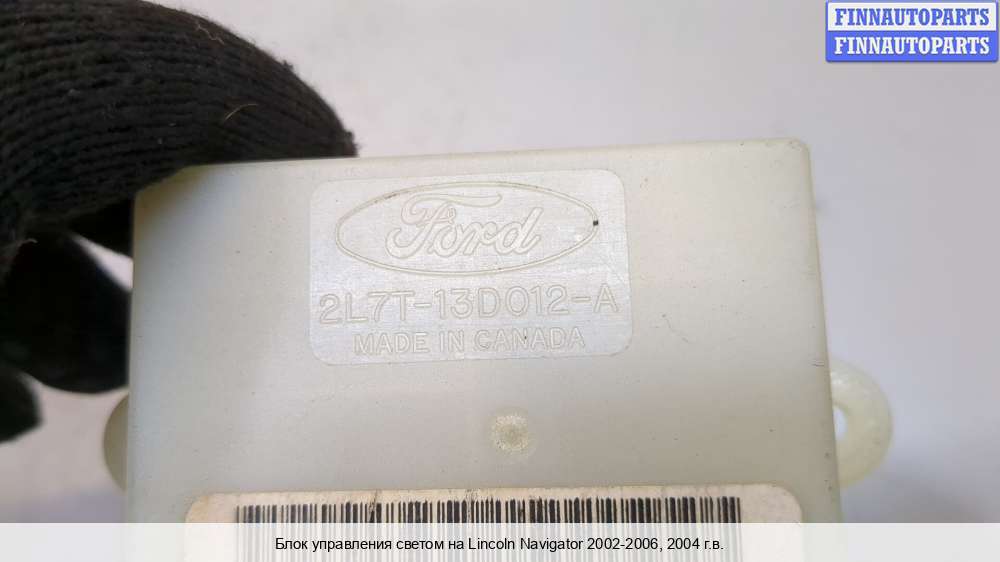 FINNAUTOPARTS
FINNAUTOPARTS
Ford
2L7T-13D012-A
MADE IN CANADA
Блок управления светом на Lincoln Navigator 2002-2006, 2004 г.в.